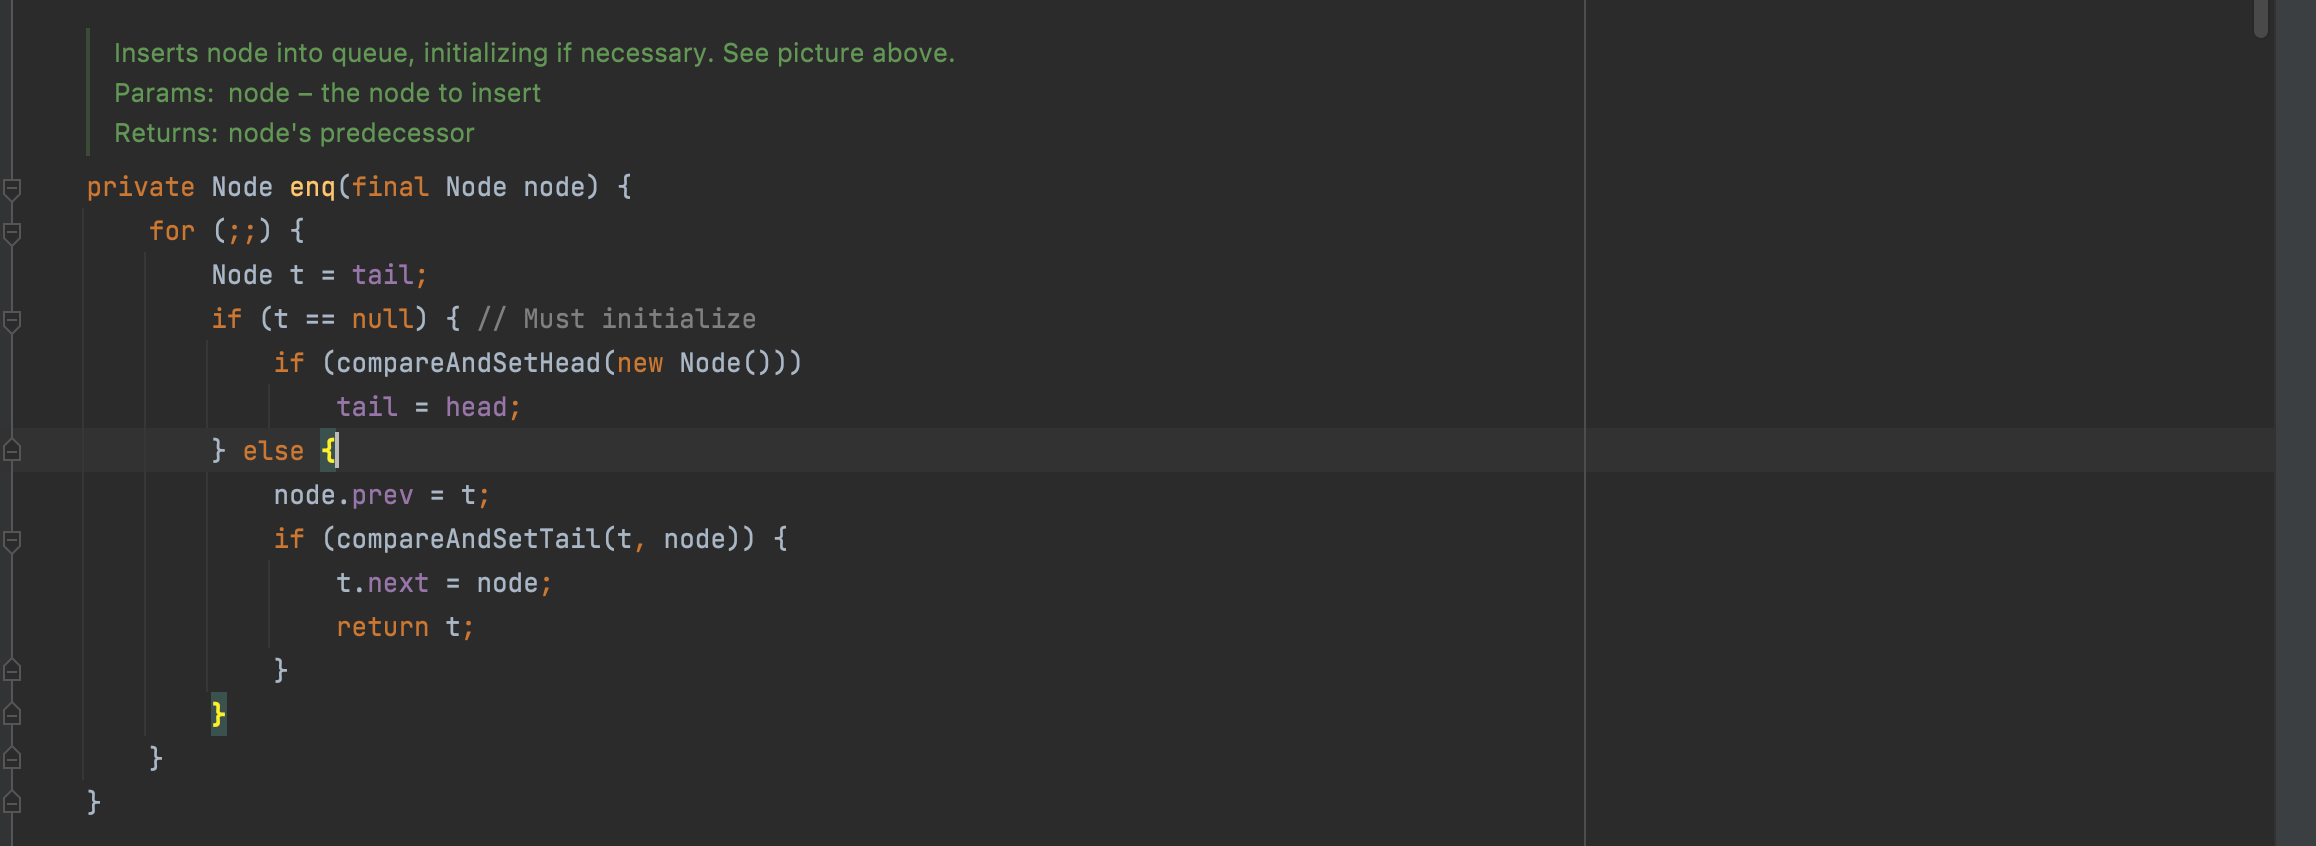 Inserts node into queue, initializing if necessary. See picture above.
Params: node – the node to insert
Returns: node's predecessor
private Node enq(final Node node) {
    for (;;) {
        Node t = tail;
        if (t == null) { // Must initialize
            if (compareAndSetHead(new Node()))
                tail = head;
        } else {
            node.prev = t;
            if (compareAndSetTail(t, node)) {
                t.next = node;
                return t;
            }
        }
    }
}